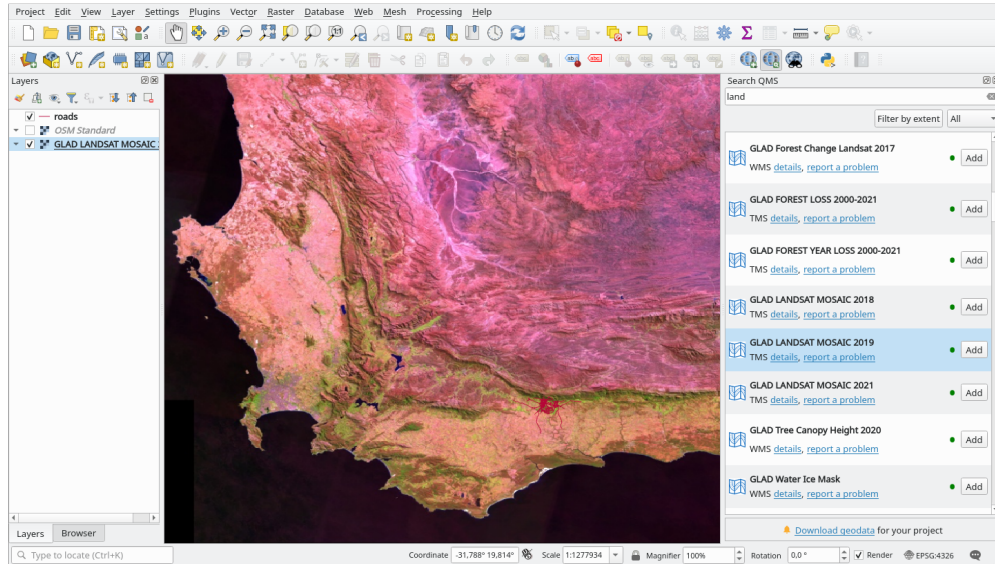 Project Edit View Layer Settings Plugins Vector Raster Database Web Mesh Processing Help
Layers
roads
OSM Standard
GLAD LANDSAT MOSAIC
Layers Browser
Search QMS
land
Filter by extent All
GLAD Forest Change Landsat 2017
WMS details, report a problem
Add
GLAD FOREST LOSS 2000-2021
TMS details, report a problem
Add
GLAD FOREST YEAR LOSS 2000-2021
TMS details, report a problem
Add
GLAD LANDSAT MOSAIC 2018
TMS details, report a problem
Add
GLAD LANDSAT MOSAIC 2019
TMS details, report a problem
Add
GLAD LANDSAT MOSAIC 2021
TMS details, report a problem
Add
GLAD Tree Canopy Height 2020
WMS details, report a problem
Add
GLAD Water Ice Mask
WMS details, report a problem
Add
Download geodata for your project
Type to locate (Ctrl+K) Coordinate -31,788° 19,814° Scale 1:1277934 Magnifier 100% Rotation 0,0 ° Render EPSG:4326